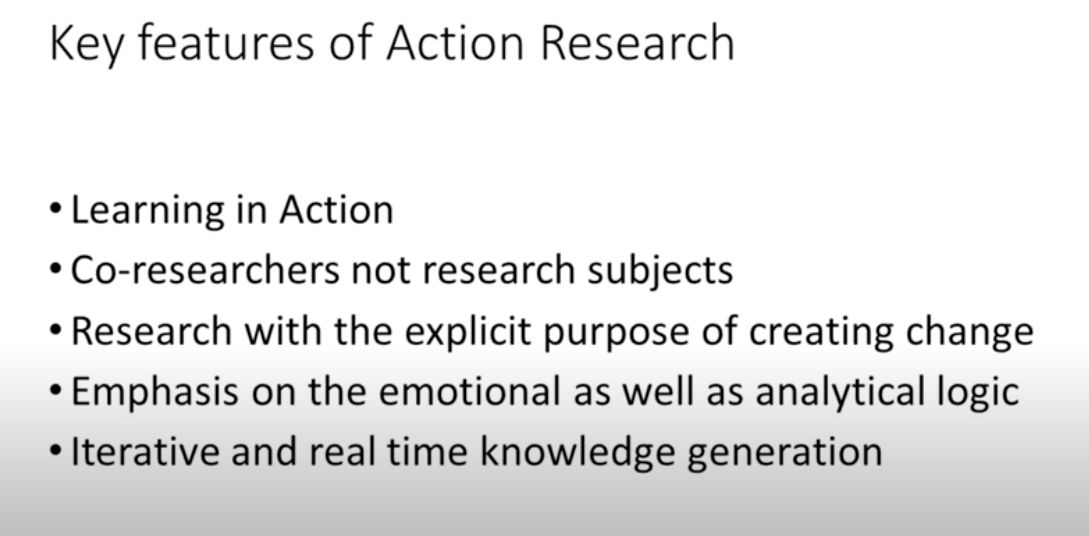 Key features of Action Research
• Learning in Action
• Co-researchers not research subjects
• Research with the explicit purpose of creating change
• Emphasis on the emotional as well as analytical logic
• Iterative and real time knowledge generation